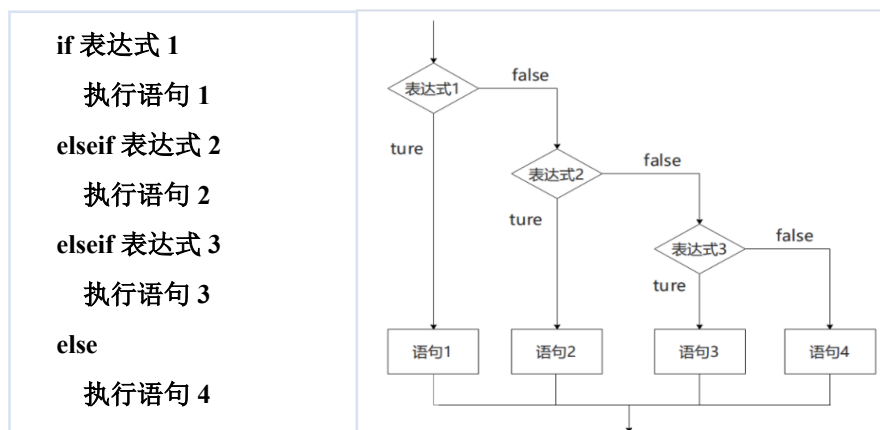 if 表达式 1
执行语句 1
elseif 表达式 2
执行语句 2
elseif 表达式 3
执行语句 3
else
执行语句 4
表达式1
false
ture
表达式2
false
ture
表达式3
false
ture
语句1
语句2
语句3
语句4